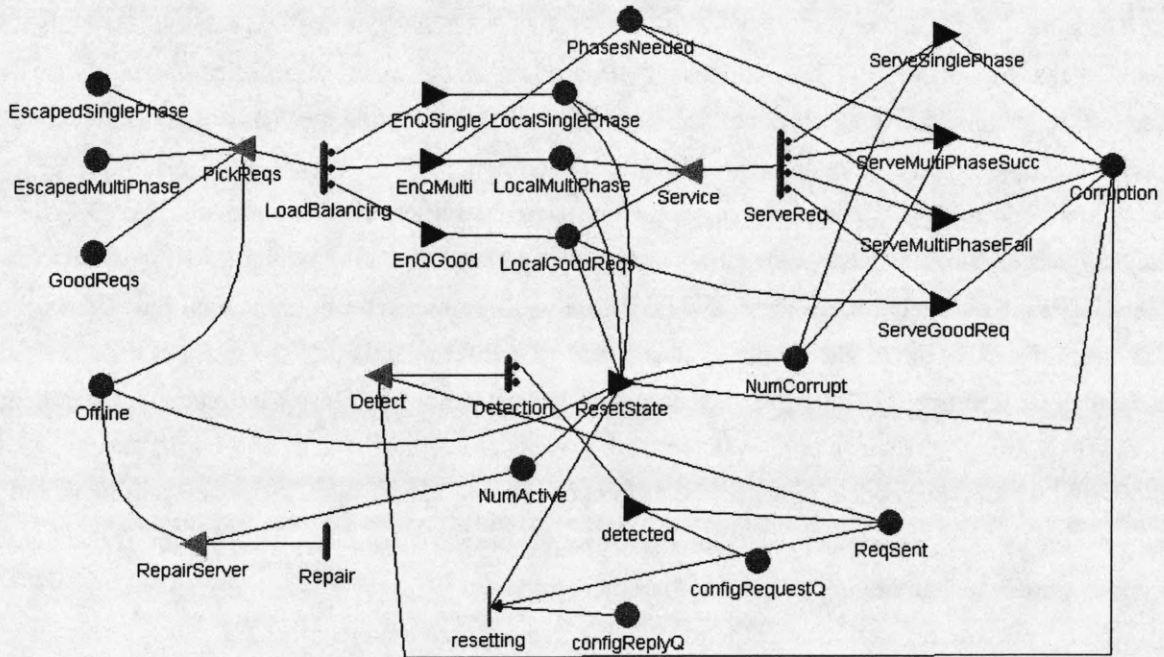 PhasesNeeded
ServeSinglePhase
EscapedSinglePhase
EnQSingle
LocalSinglePhase
EscapedMultiPhase
PickReqs
LoadBalancing
EnQMulti
LocalMultiPhase
Service
ServeReq
ServeMultiPhaseSucc
Corruption
GoodReqs
EnQGood
LocalGoodReqs
ServeMultiPhaseFail
ServeGoodReq
Offline
Detect
Detection
ResetState
NumCorrupt
NumActive
detected
ReqSent
RepairServer
Repair
configRequestQ
resetting
configReplyQ